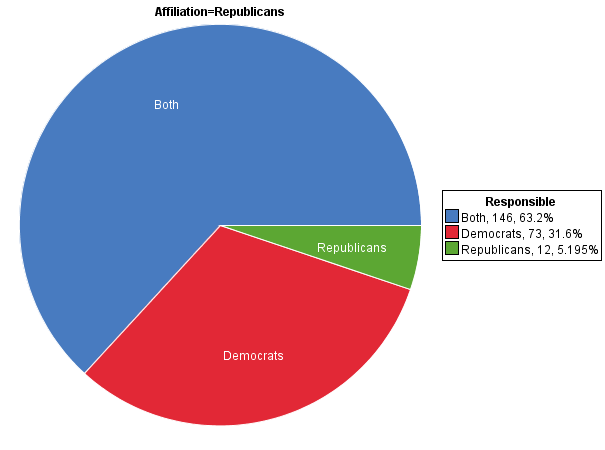 Affiliation=Republicans
Both
Republicans
Democrats
Responsible
Both, 146, 63.2%
Democrats, 73, 31.6%
Republicans, 12, 5.195%